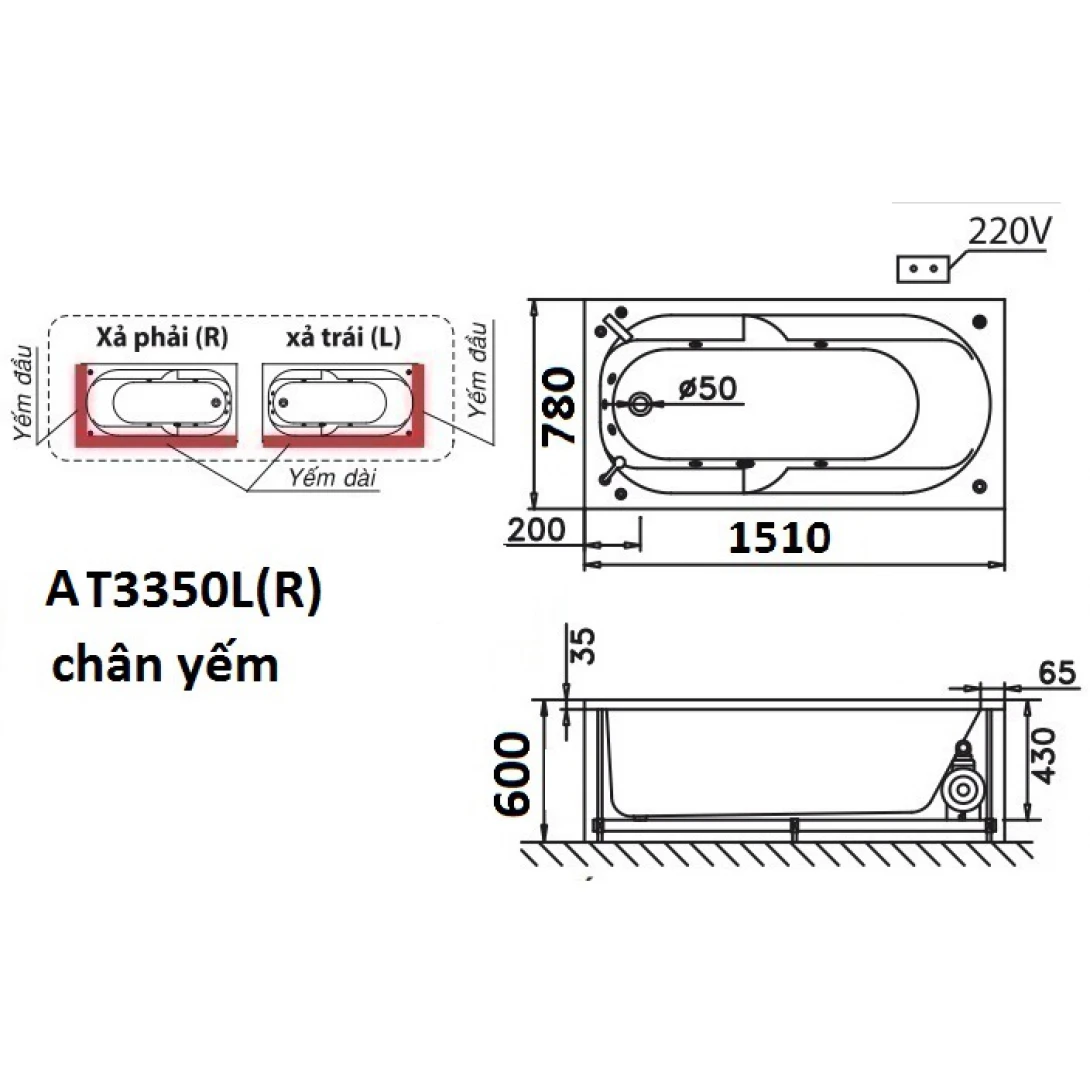 220V
Xả phải (R)
xả trái (L)
Yếm đầu
Yếm đầu
Yếm dài
ø50
780
200
1510
AT3350L(R)
chân yếm
35
65
600
430